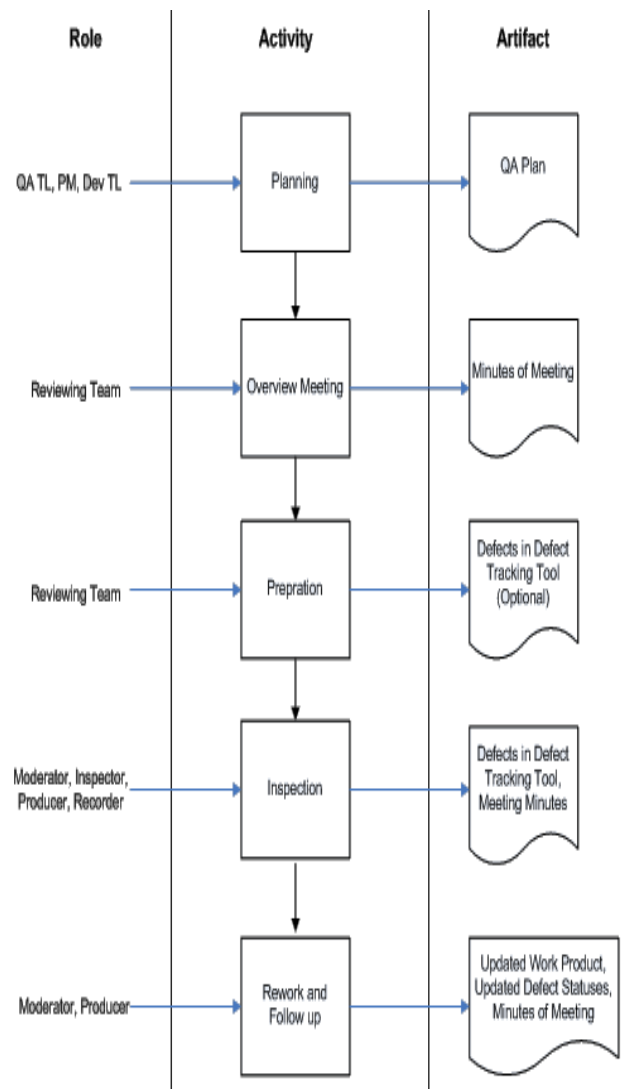 Role
Activity
Artifact
QA TL, PM, Dev TL
Planning
QA Plan
Reviewing Team
Overview Meeting
Minutes of Meeting
Reviewing Team
Prepration
Defects in Defect
Tracking Tool
(Optional)
Moderator, Inspector,
Producer, Recorder
Inspection
Defects in Defect
Tracking Tool,
Meeting Minutes
Moderator, Producer
Rework and
Follow up
Updated Work Product,
Updated Defect Statuses,
Minutes of Meeting